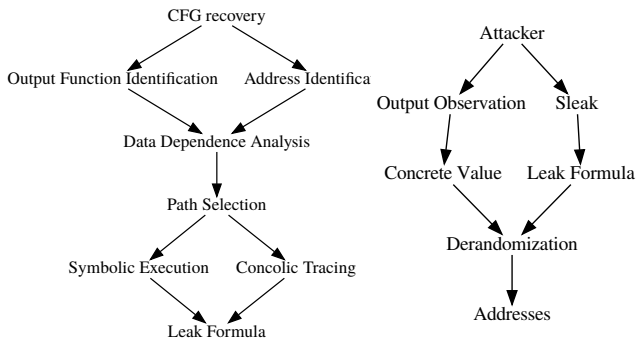 CFG recovery
Output Function Identification
Address Identifica
Data Dependence Analysis
Path Selection
Symbolic Execution
Concolic Tracing
Leak Formula
Attacker
Output Observation
Sleak
Concrete Value
Leak Formula
Derandomization
Addresses